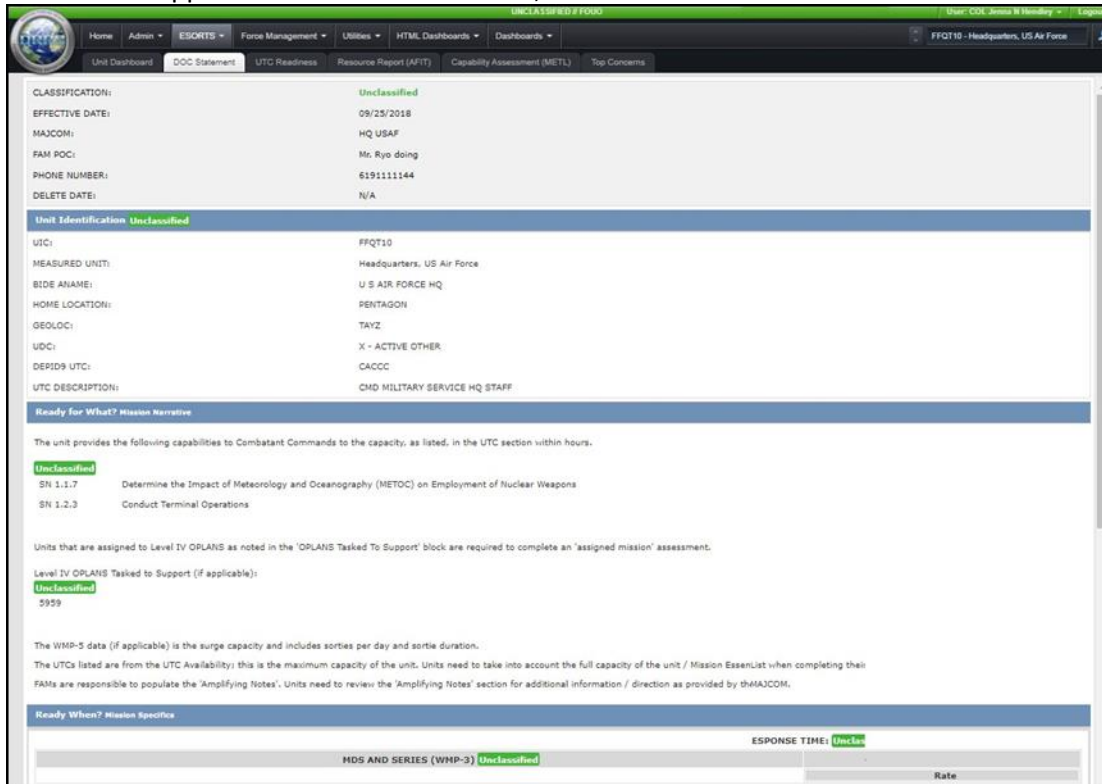 UNCLASSIFIED // FOUO
User: COL Jenna N Hendley
Logou
DRRS
Home Admin ESORTS Force Management Utilities HTML Dashboards Dashboards
FFQT10 - Headquarters, US Air Force
Unit Dashboard DOC Statement UTC Readiness Resource Report (AFIT) Capability Assessment (METL) Top Concerns
CLASSIFICATION: Unclassified
EFFECTIVE DATE: 09/25/2018
MAJCOM: HQ USAF
FAM POC: Mr. Ryo doing
PHONE NUMBER: 6191111144
DELETE DATE: N/A
Unit Identification Unclassified
UIC: FFQT10
MEASURED UNIT: Headquarters, US Air Force
BIDE ANAME: U S AIR FORCE HQ
HOME LOCATION: PENTAGON
GEOLOC: TAYZ
UDC: X - ACTIVE OTHER
DEPID9 UTC: CACCC
UTC DESCRIPTION: CMD MILITARY SERVICE HQ STAFF
Ready for What? Mission Narrative
The unit provides the following capabilities to Combatant Commands to the capacity, as listed, in the UTC section within hours.
Unclassified
SN 1.1.7 Determine the Impact of Meteorology and Oceanography (METOC) on Employment of Nuclear Weapons
SN 1.2.3 Conduct Terminal Operations
Units that are assigned to Level IV OPLANS as noted in the 'OPLANS Tasked To Support' block are required to complete an 'assigned mission' assessment.
Level IV OPLANS Tasked to Support (if applicable):
Unclassified
5959
The WMP-5 data (if applicable) is the surge capacity and includes sorties per day and sortie duration.
The UTCs listed are from the UTC Availability; this is the maximum capacity of the unit. Units need to take into account the full capacity of the unit / Mission EssenList when completing their
FAMs are responsible to populate the 'Amplifying Notes'. Units need to review the 'Amplifying Notes' section for additional information / direction as provided by thMAJCOM.
Ready When? Mission Specifics
ESPONSE TIME: Unclas
MDS AND SERIES (WMP-3) Unclassified
Rate